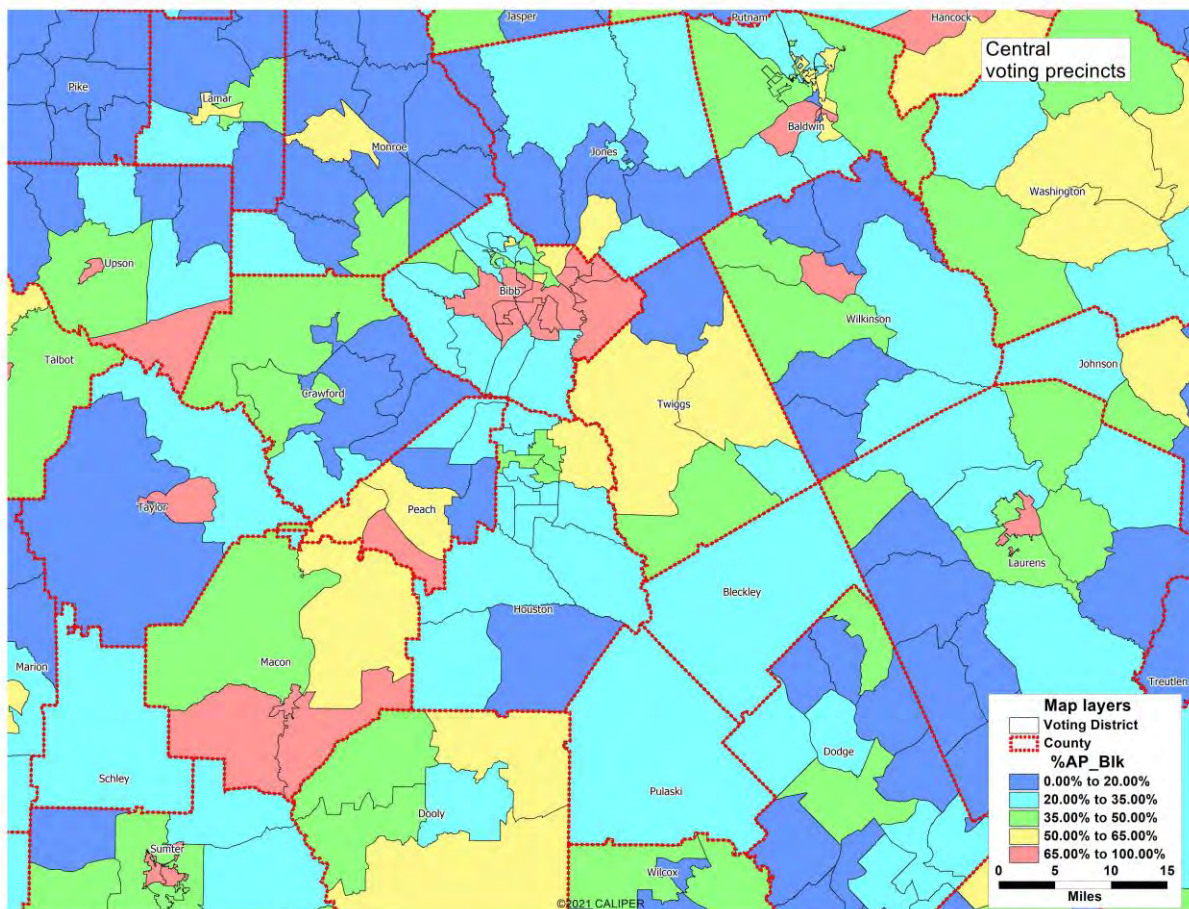 Jasper
Putnam
Hancock
Central
voting precincts
Pike
Lamar
Monroe
Jones
Baldwin
Washington
Upson
Bibb
Wilkinson
Talbot
Crawford
Johnson
Twiggs
Taylor
Peach
Laurens
Bleckley
Houston
Marion
Macon
Treutlen
Schley
Dodge
Pulaski
Dooly
Sumter
Wilcox
Map layers
Voting District
County
%AP_Blk
0.00% to 20.00%
20.00% to 35.00%
35.00% to 50.00%
50.00% to 65.00%
65.00% to 100.00%
0 5 10 15
Miles
©2021 CALIPER